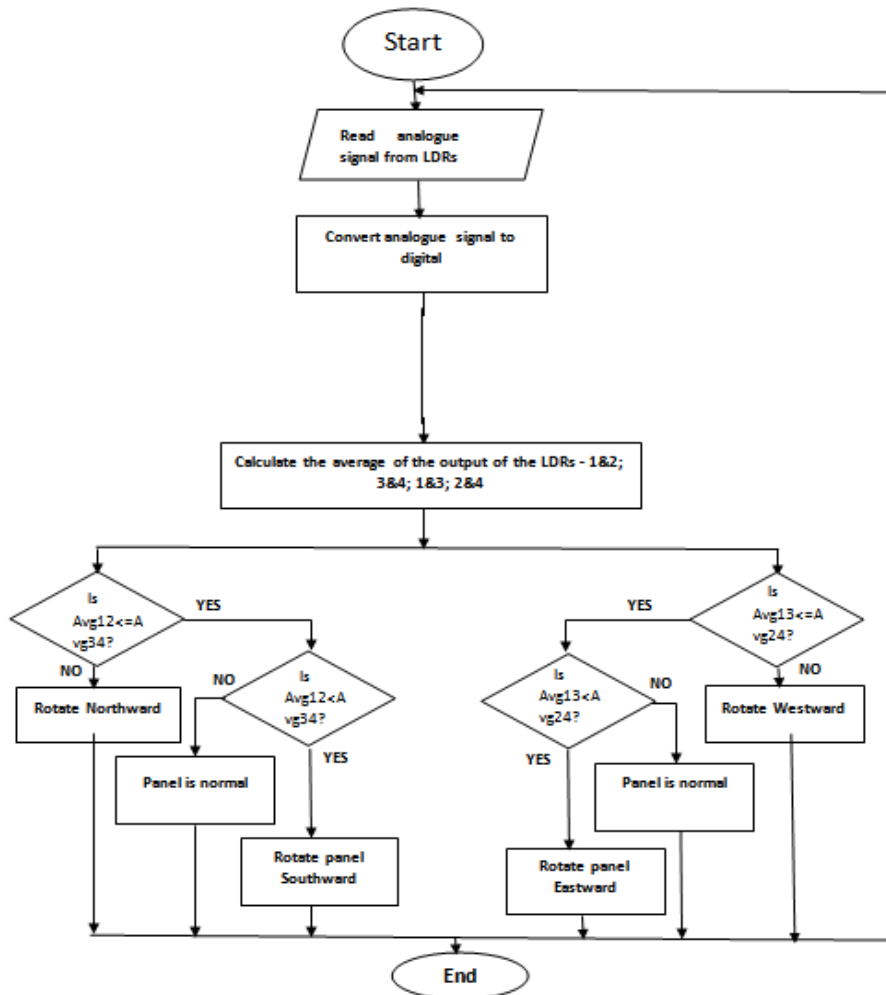 Start
Read analogue
signal from LDRs
Convert analogue signal to
digital
Calculate the average of the output of the LDRs - 1&2;
3&4; 1&3; 2&4
Is
Avg12<=A
vg34?
YES
NO
Is
Avg12<A
vg34?
NO
YES
Rotate Northward
Panel is normal
Rotate panel
Southward
Is
Avg13<=A
vg24?
YES
NO
Is
Avg13<A
vg24?
NO
YES
Rotate Westward
Panel is normal
Rotate panel
Eastward
End